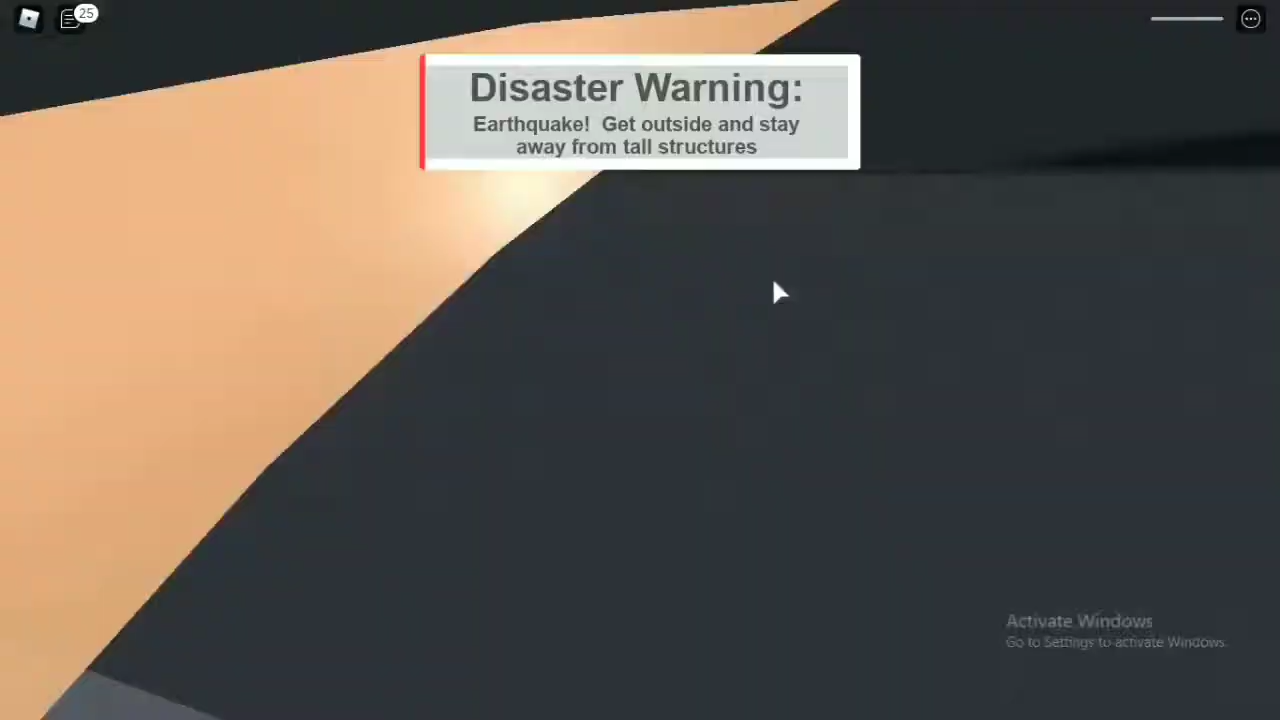 25
Disaster Warning:
Earthquake!  Get outside and stay
away from tall structures
Activate Windows
Go to Settings to activate Windows.